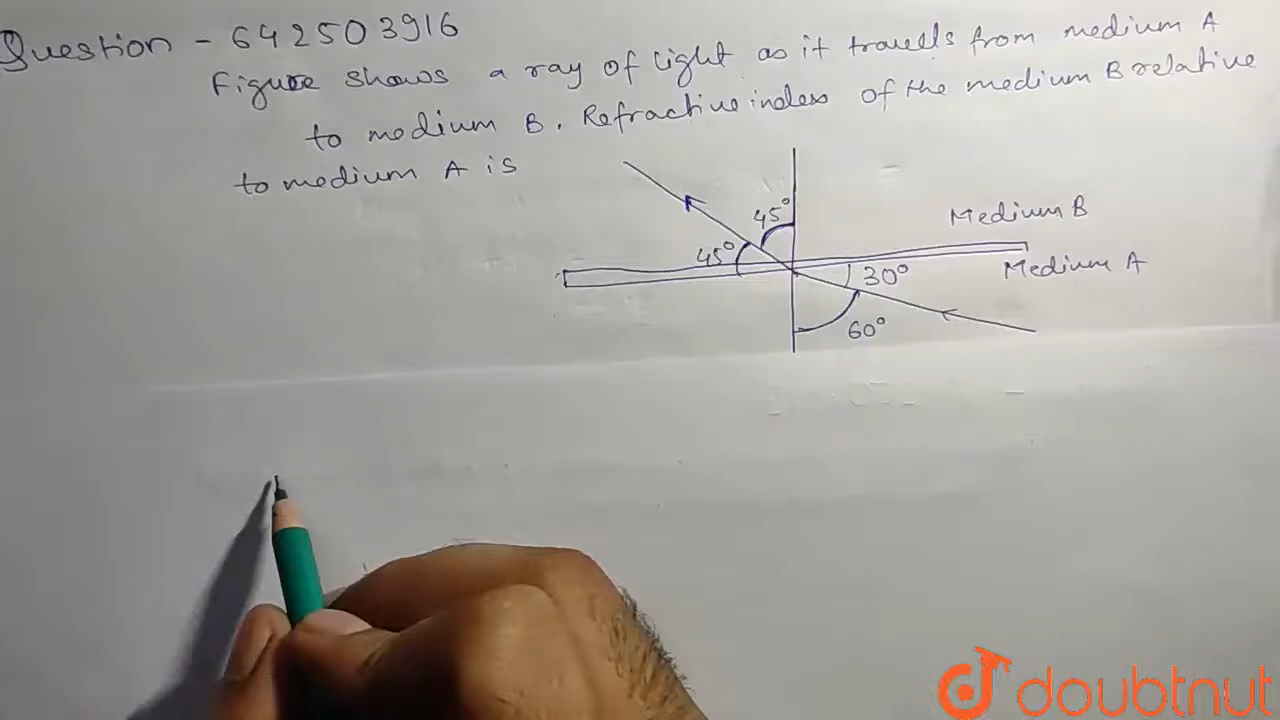 Question - 642503916
Figure shows a ray of light as it travels from medium A
to medium B. Refractive index of the medium B relative
to medium A is
45°
Medium B
45°
Medium A
30°
60°
doubtnut